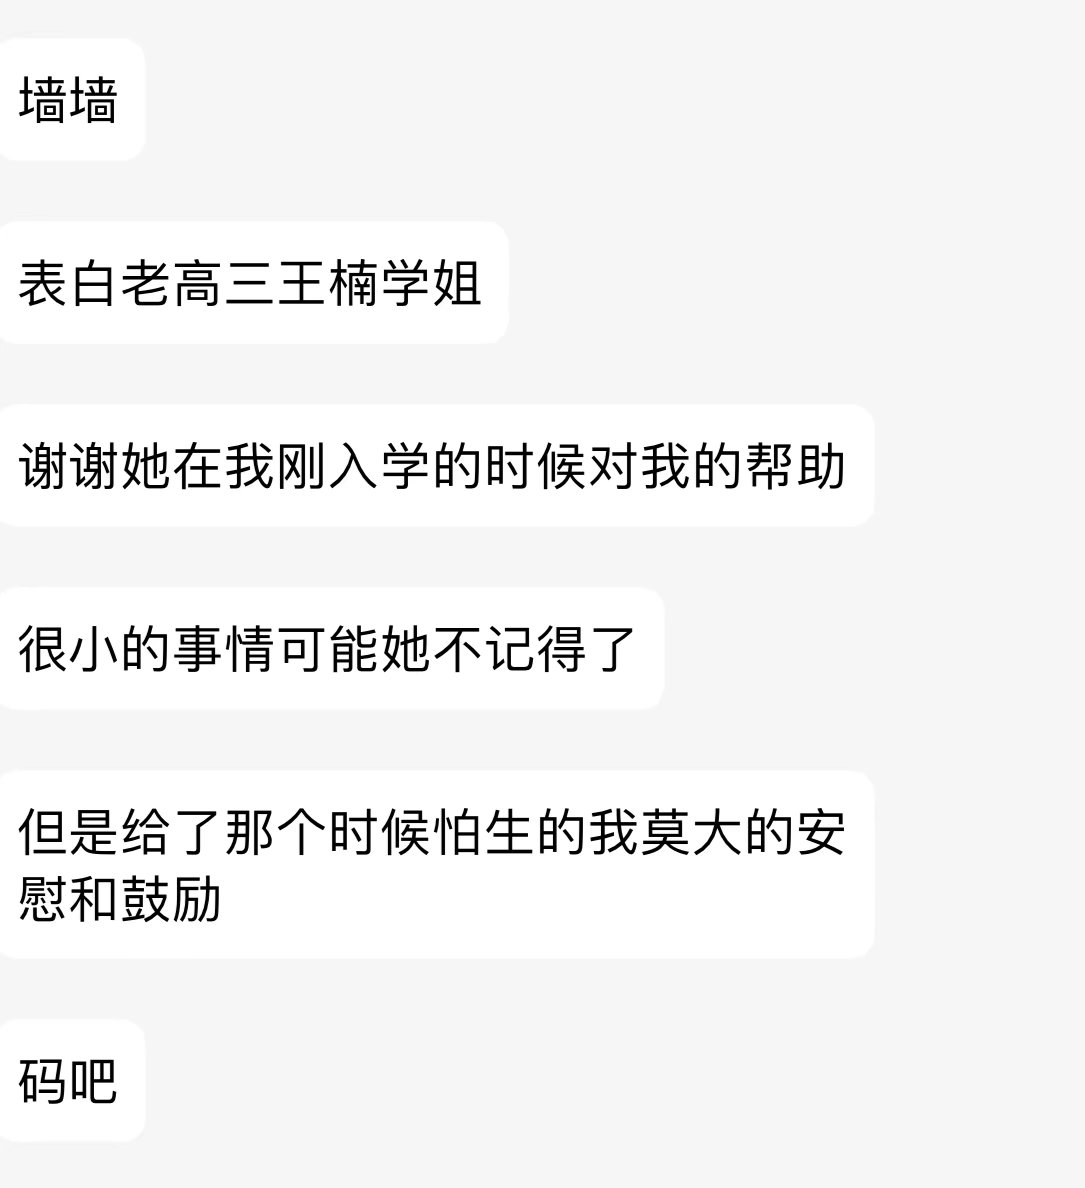 墙墙
表白老高三王楠学姐
谢谢她在我刚入学的时候对我的帮助
很小的事情可能她不记得了
但是给了那个时候怕生的我莫大的安
慰和鼓励
码吧